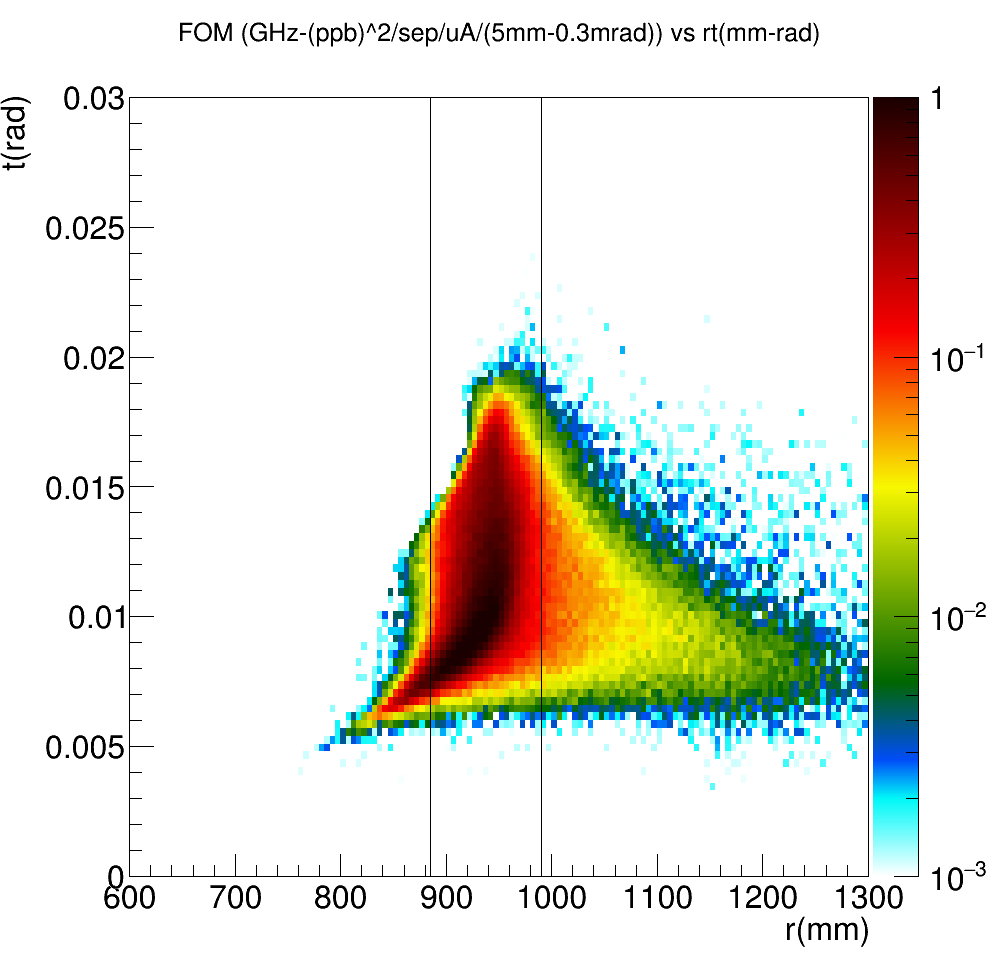 FOM (GHz-(ppb)^2/sep/uA/(5mm-0.3mrad)) vs rt(mm-rad)
t(rad)
0.03
0.025
0.02
0.015
0.01
0.005
0
600 700 800 900 1000 1100 1200 1300
r(mm)
1
10⁻¹
10⁻²
10⁻³